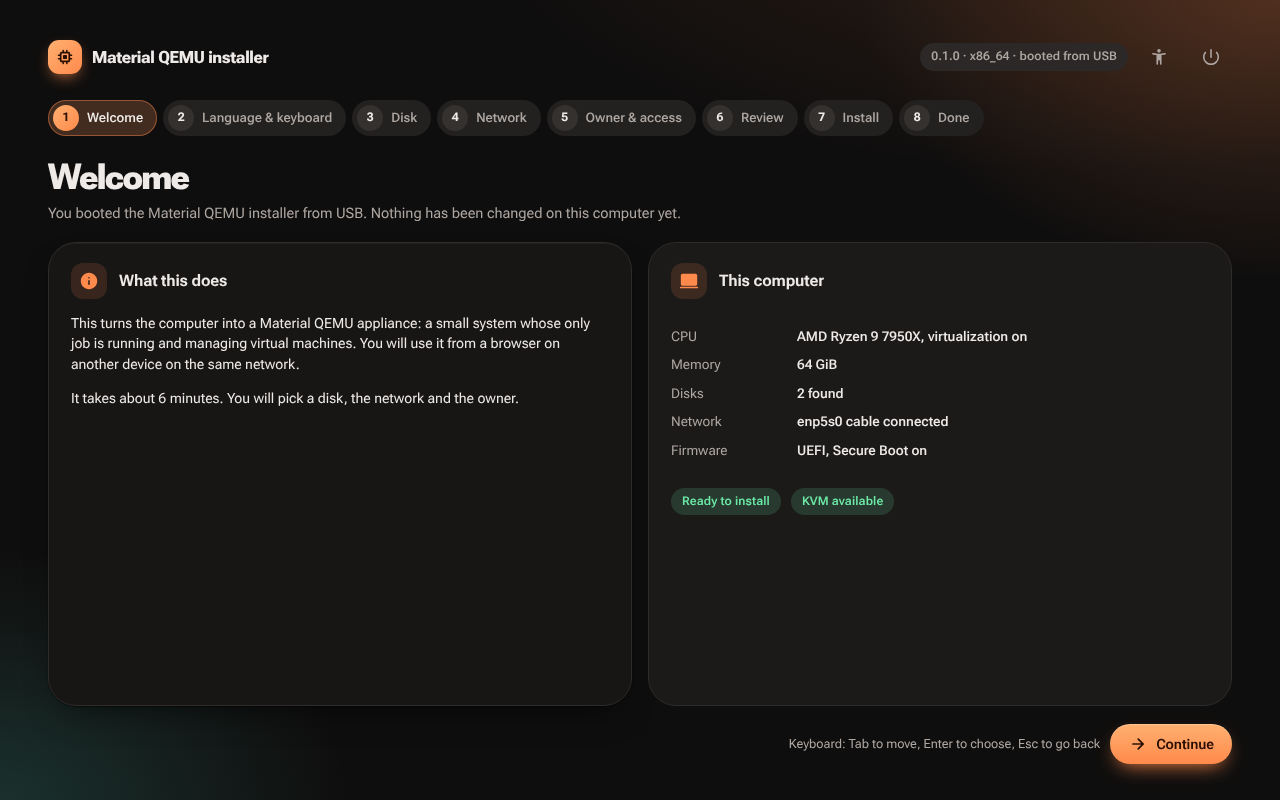 Material QEMU installer
0.1.0 · x86_64 · booted from USB
1 Welcome
2 Language & keyboard
3 Disk
4 Network
5 Owner & access
6 Review
7 Install
8 Done
Welcome
You booted the Material QEMU installer from USB. Nothing has been changed on this computer yet.
What this does
This turns the computer into a Material QEMU appliance: a small system whose only
job is running and managing virtual machines. You will use it from a browser on
another device on the same network.
It takes about 6 minutes. You will pick a disk, the network and the owner.
This computer
CPU AMD Ryzen 9 7950X, virtualization on
Memory 64 GiB
Disks 2 found
Network enp5s0 cable connected
Firmware UEFI, Secure Boot on
Ready to install KVM available
Keyboard: Tab to move, Enter to choose, Esc to go back
Continue